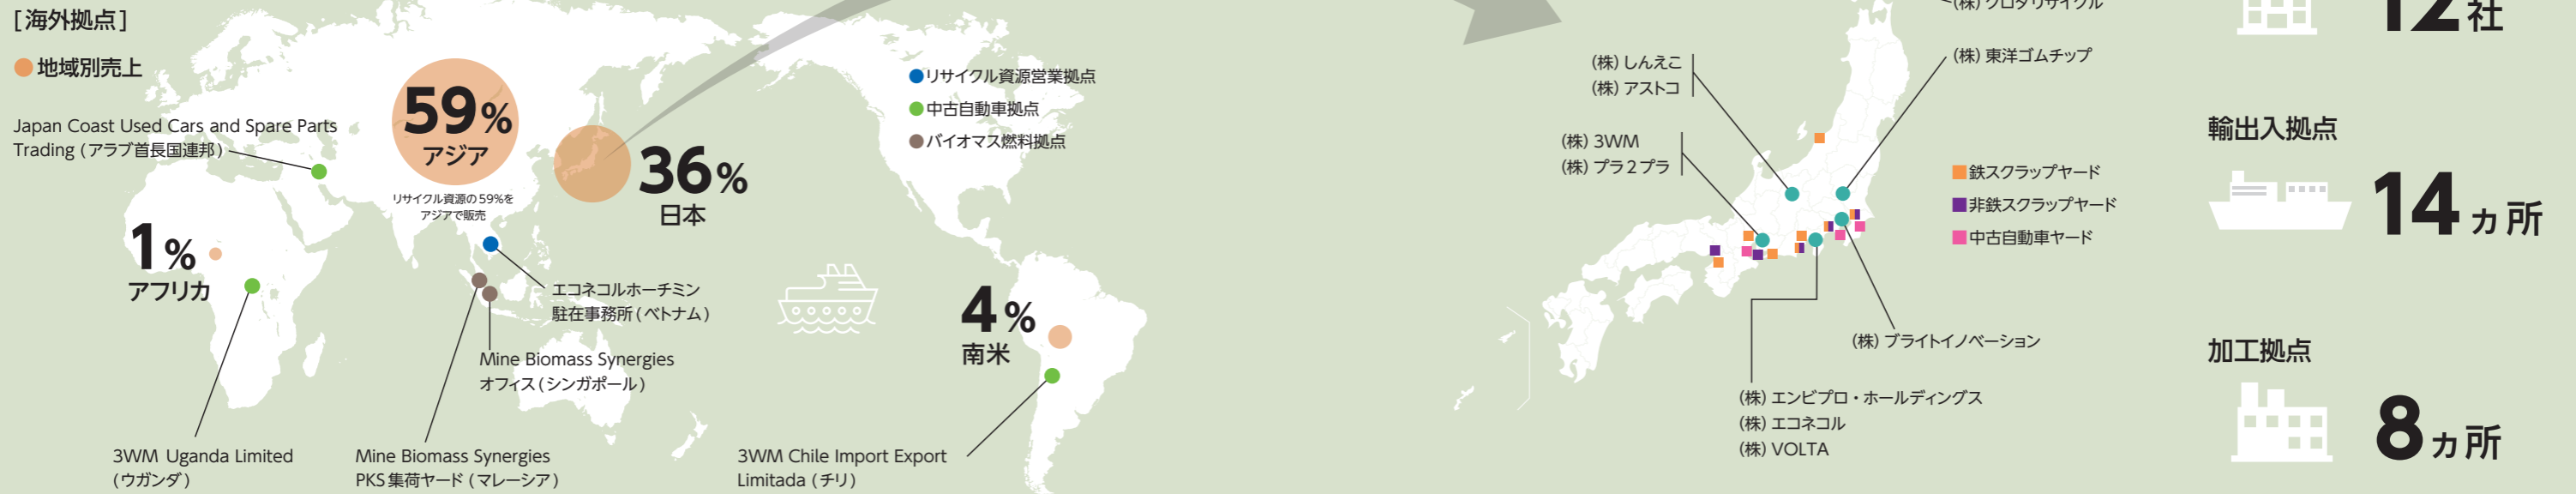 [海外拠点]
地域別売上
Japan Coast Used Cars and Spare Parts
Trading (アラブ首長国連邦)
59%
アジア
リサイクル資源の59%を
アジアで販売
36%
日本
1%
アフリカ
リサイクル資源営業拠点
中古自動車拠点
バイオマス燃料拠点
エコネコルホーチミン
駐在事務所(ベトナム)
Mine Biomass Synergies
オフィス(シンガポール)
4%
南米
3WM Uganda Limited
(ウガンダ)
Mine Biomass Synergies
PKS集荷ヤード(マレーシア)
3WM Chile Import Export
Limitada (チリ)
(株)クロダリサイクル
(株)しんえこ
(株)アストコ
(株)東洋ゴムチップ
(株)3WM
(株)プラ2プラ
鉄スクラップヤード
非鉄スクラップヤード
中古自動車ヤード
(株)ブライトイノベーション
(株)エンビプロ・ホールディングス
(株)エコネコル
(株)VOLTA
12社
輸出入拠点
14ヵ所
加工拠点
8ヵ所